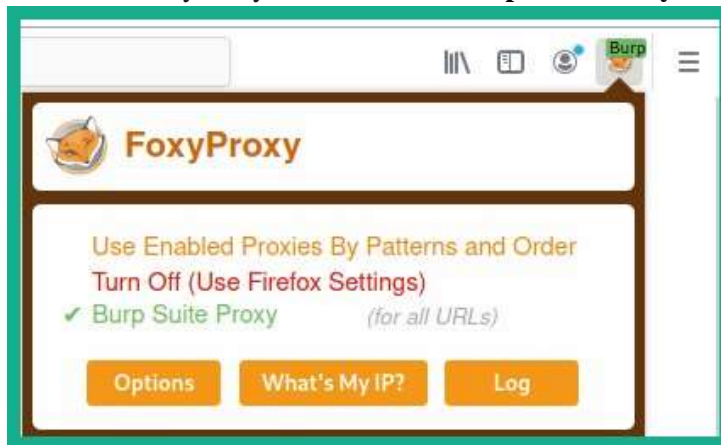 Burp
FoxyProxy
Use Enabled Proxies By Patterns and Order
Turn Off (Use Firefox Settings)
✔ Burp Suite Proxy (for all URLs)
Options What's My IP? Log